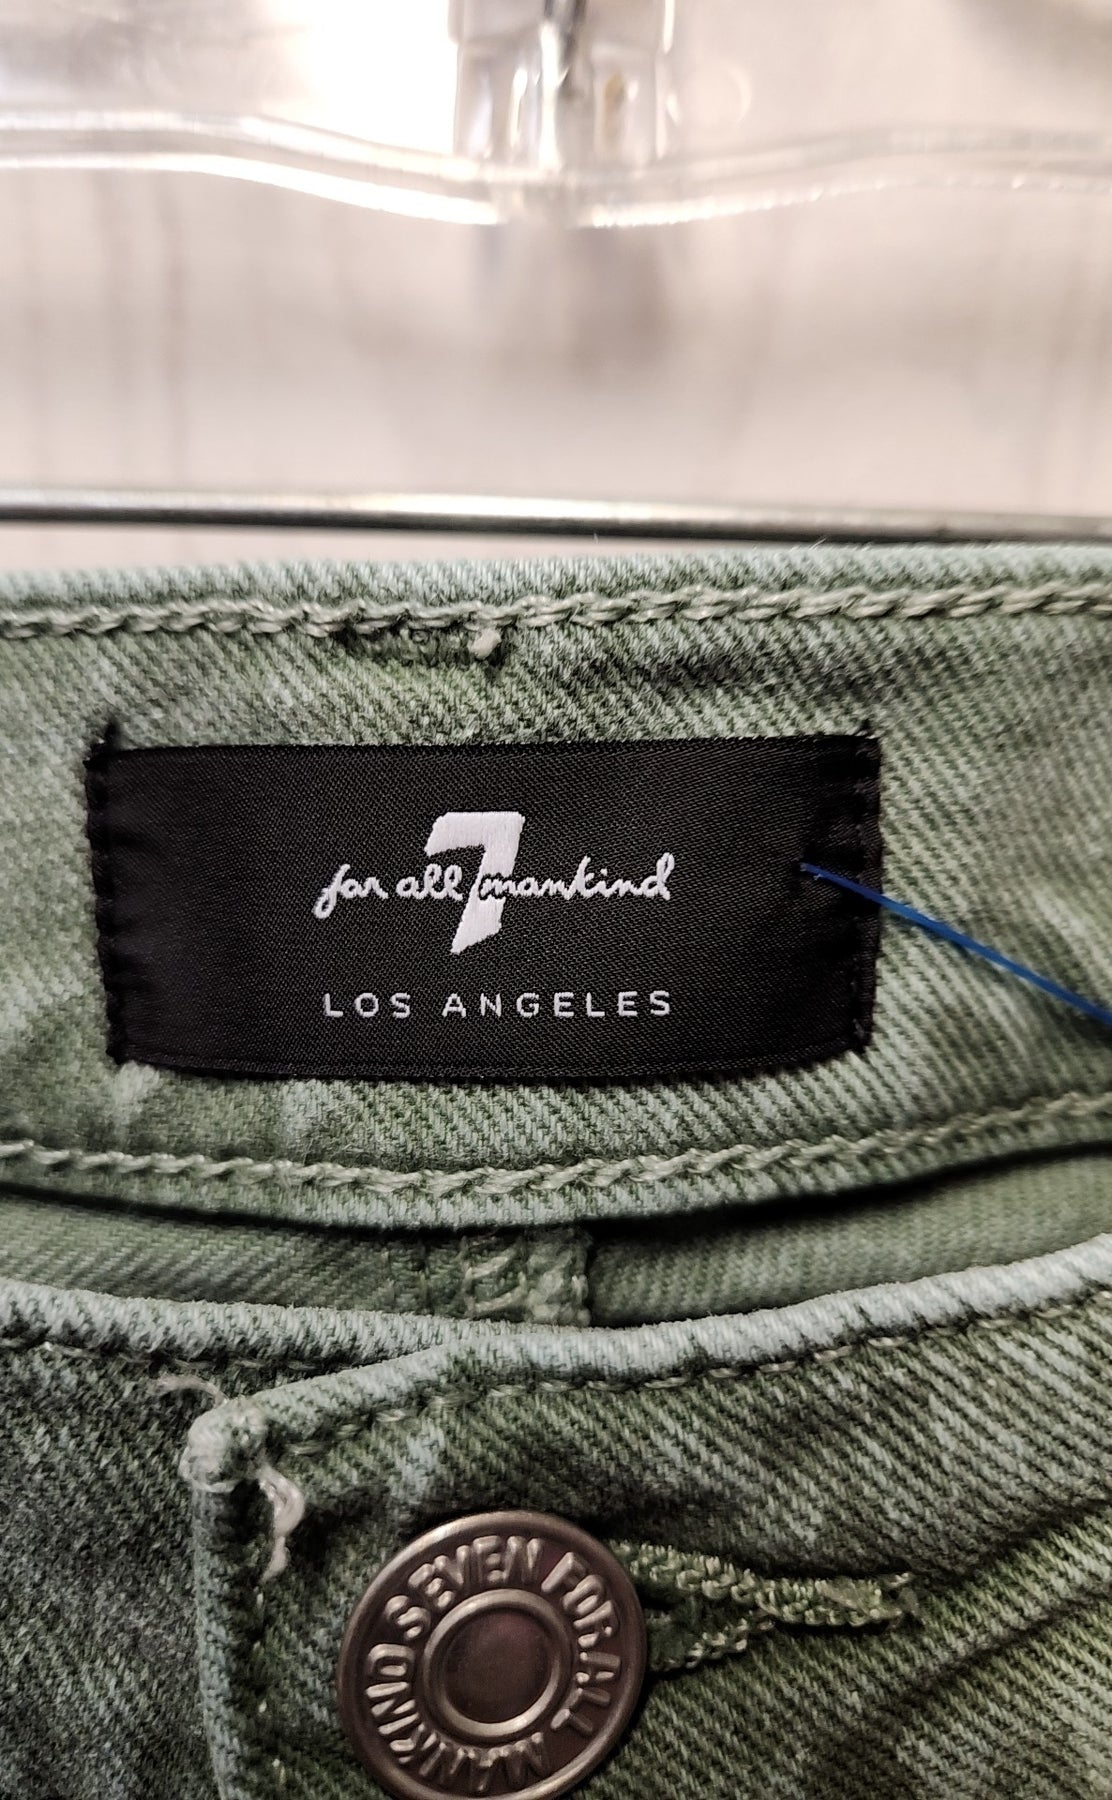 7
for all mankind
LOS ANGELES
SEVEN FOR ALL MANKIND